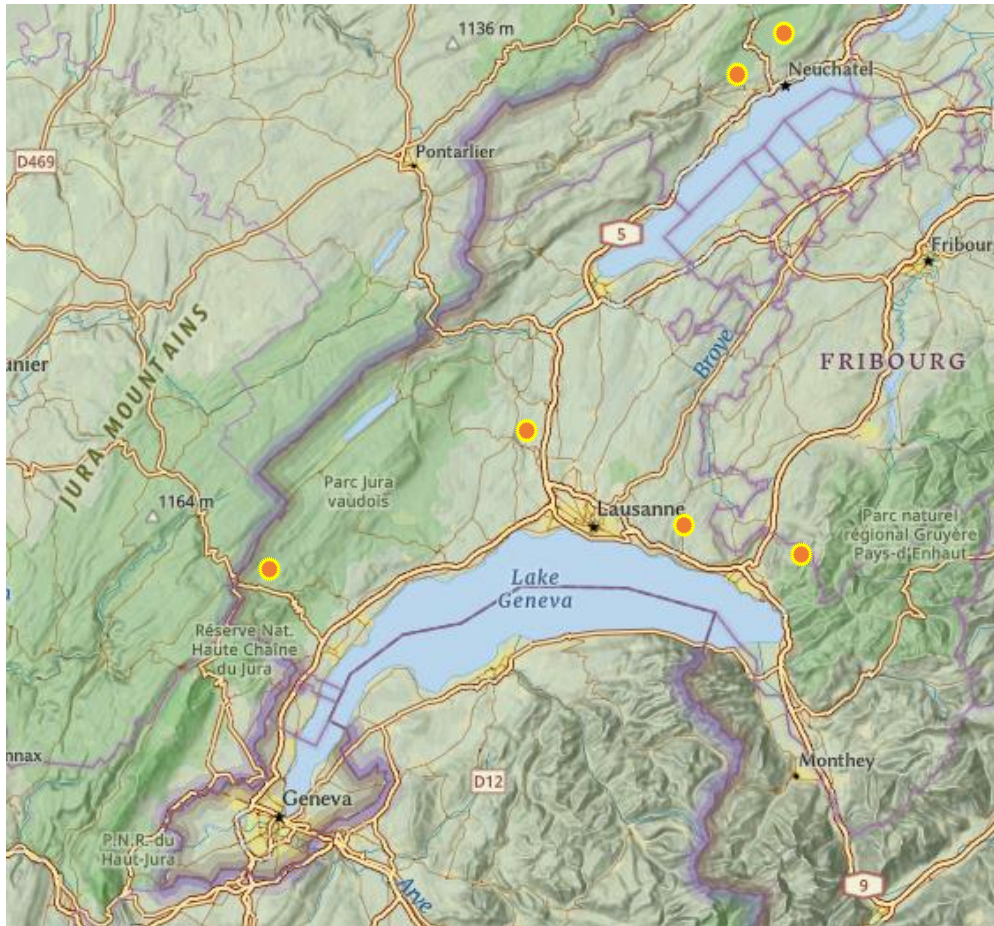 1136 m
Neuchatel
Pontarlier
D469
5
Fribour
JURA MOUNTAINS
unier
Broye
FRIBOURG
Parc Jura
vaudois
1164 m
Lausanne
Parc naturel
régional Gruyère
Pays-d'Enhaut
Lake
Geneva
Réserve Nat.
Haute Chaîne
du Jura
nnax
Monthey
D12
Geneva
P.N.R. du
Haut-Jura
Arve
9